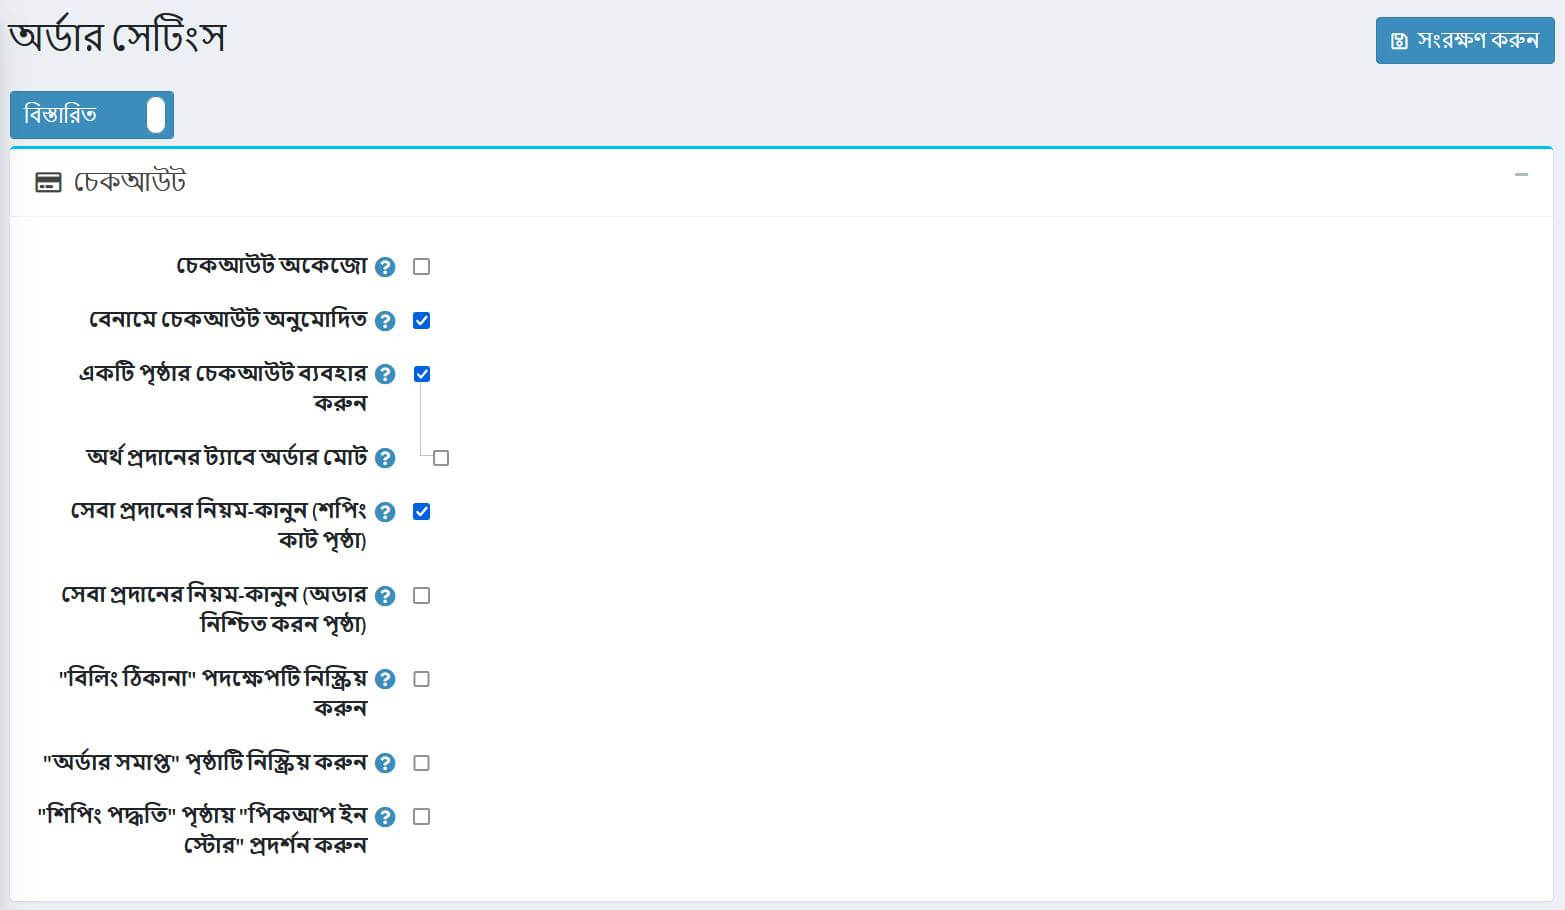 অর্ডার সেটিংস
সংরক্ষণ করুন
বিস্তারিত
চেকআউট
চেকআউট অকেজো
বেনামে চেকআউট অনুমোদিত
একটি পৃষ্ঠার চেকআউট ব্যবহার
করুন
অর্থ প্রদানের ট্যাবে অর্ডার মোট
সেবা প্রদানের নিয়ম-কানুন (শপিং
কাট পৃষ্ঠা)
সেবা প্রদানের নিয়ম-কানুন (অডার
নিশ্চিত করন পৃষ্ঠা)
"বিলিং ঠিকানা" পদক্ষেপটি নিস্ক্রিয়
করুন
"অর্ডার সমাপ্ত" পৃষ্ঠাটি নিস্ক্রিয় করুন
"শিপিং পদ্ধতি" পৃষ্ঠায় "পিকআপ ইন
স্টোর" প্রদর্শন করুন